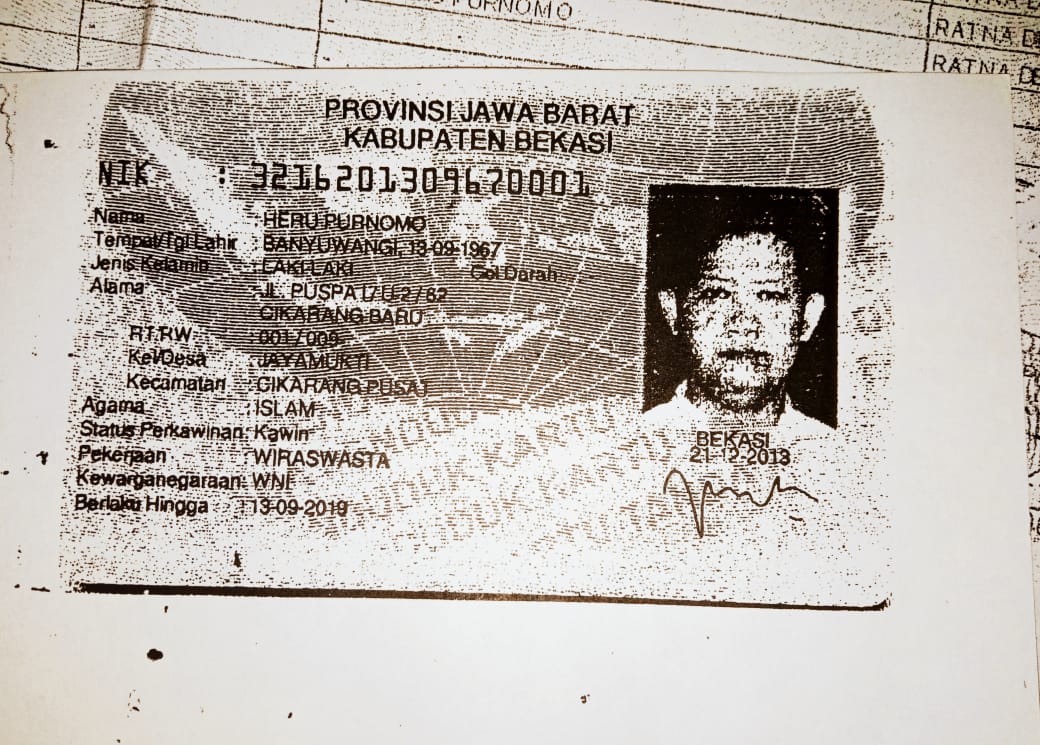 PURNOMO
RATNA
RATNA
PROVINSI JAWA BARAT
KABUPATEN BEKASI
NIK : 3216201309670001
Nama : HERU PURNOMO
Tempat/Tgl Lahir : BANYUWANGI, 13-09-1967
Jenis Kelamin : LAKI-LAKI Gol Darah
Alamat : JL. PUSPA I/ U-2 / 82
CIKARANG BARU
RT/RW : 001 / 009
Kel/Desa : JAYAMUKTI
Kecamatan : CIKARANG PUSAT
Agama : ISLAM
Status Perkawinan: Kawin
Pekerjaan : WIRASWASTA
Kewarganegaraan: WNI
Berlaku Hingga : 13-09-2019
BEKASI
21-12-2013